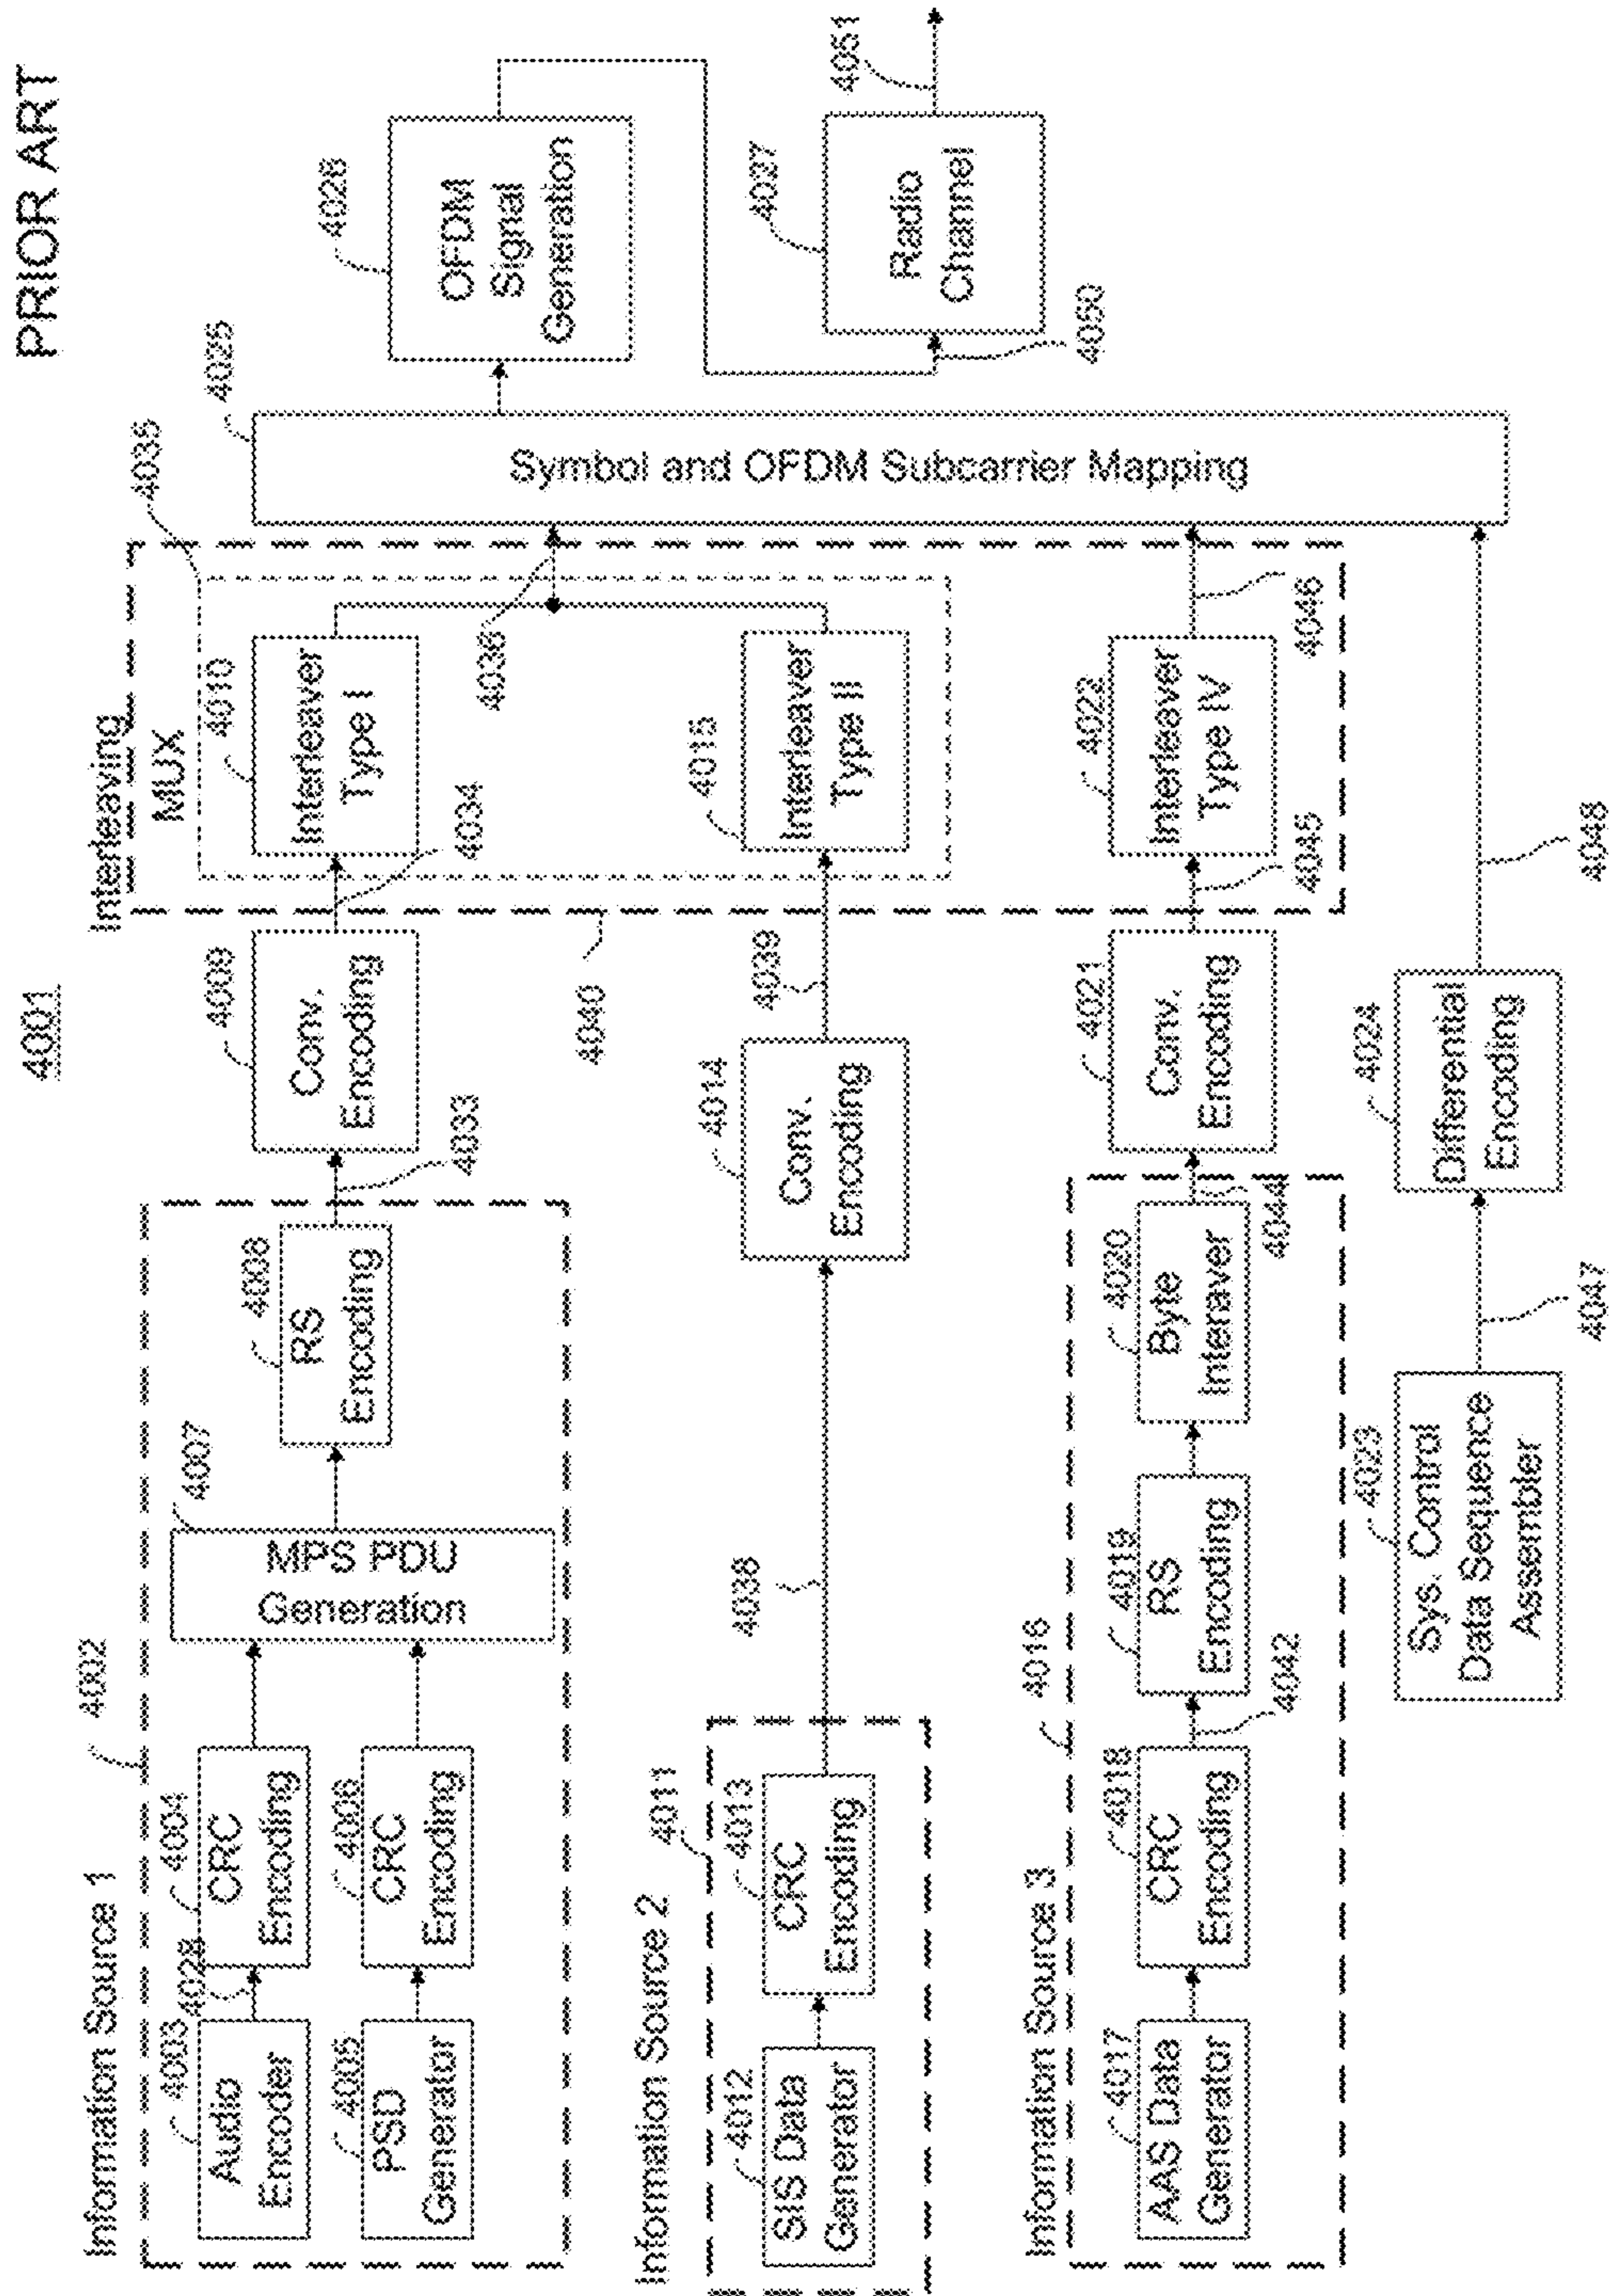 PRIOR ART
4001
Information Source 1
4002
4003
Audio
Encoder
4028
4004
CRC
Encoding
4005
PSD
Generator
4006
CRC
Encoding
4007
MPS PDU
Generation
4008
RS
Encoding
4033
4009
Conv.
Encoding
4034
Interleaving
MUX
4035
4010
Interleaver
Type I
4036
4040
Information Source 2
4011
4012
SIS Data
Generator
4013
CRC
Encoding
4038
4014
Conv.
Encoding
4039
4015
Interleaver
Type II
Information Source 3
4016
4017
AAS Data
Generator
4018
CRC
Encoding
4042
4019
RS
Encoding
4020
Byte
Interaver
4044
4021
Conv.
Encoding
4045
4022
Interleaver
Type IV
4046
4023
Sys. Control
Data Sequence
Assembler
4047
4024
Differential
Encoding
4048
4025
Symbol and OFDM Subcarrier Mapping
4026
OFDM
Signal
Generation
4027
Radio
Channel
4050
4051